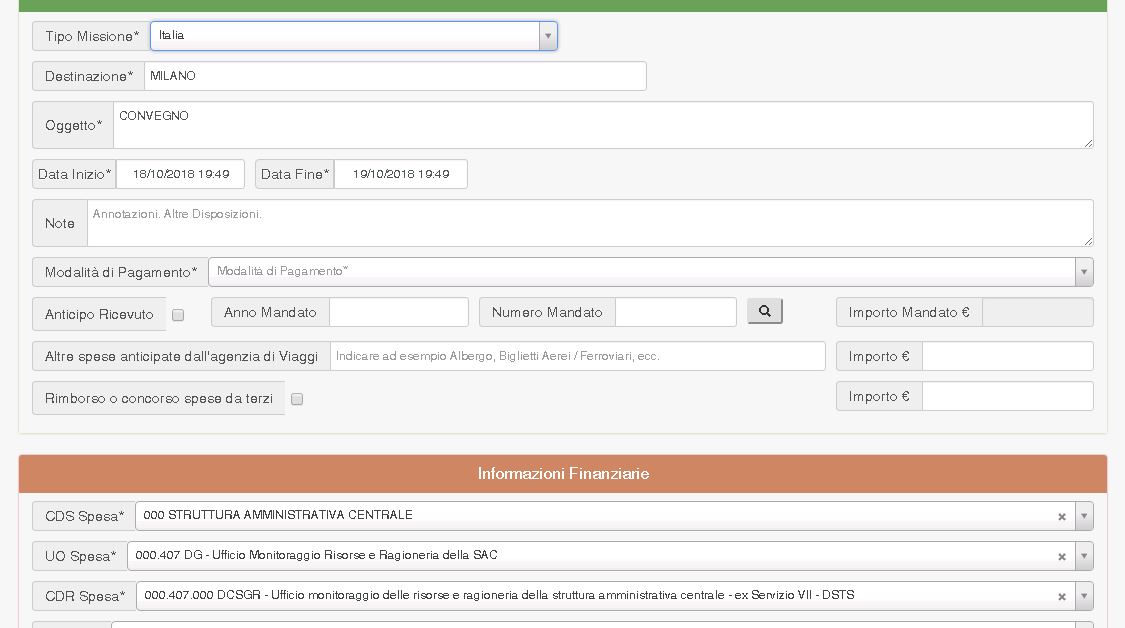 Tipo Missione* Italia
Destinazione* MILANO
Oggetto* CONVEGNO
Data Inizio* 18/10/2018 19:49 Data Fine* 19/10/2018 19:49
Note Annotazioni. Altre Disposizioni.
Modalità di Pagamento* Modalità di Pagamento*
Anticipo Ricevuto Anno Mandato Numero Mandato Importo Mandato €
Altre spese anticipate dall'agenzia di Viaggi Indicare ad esempio Albergo, Biglietti Aerei / Ferroviari, ecc. Importo €
Rimborso o concorso spese da terzi Importo €
Informazioni Finanziarie
CDS Spesa* 000 STRUTTURA AMMINISTRATIVA CENTRALE
UO Spesa* 000.407 DG - Ufficio Monitoraggio Risorse e Ragioneria della SAC
CDR Spesa* 000.407.000 DCSGR - Ufficio monitoraggio delle risorse e ragioneria della struttura amministrativa centrale - ex Servizio VII - DSTS